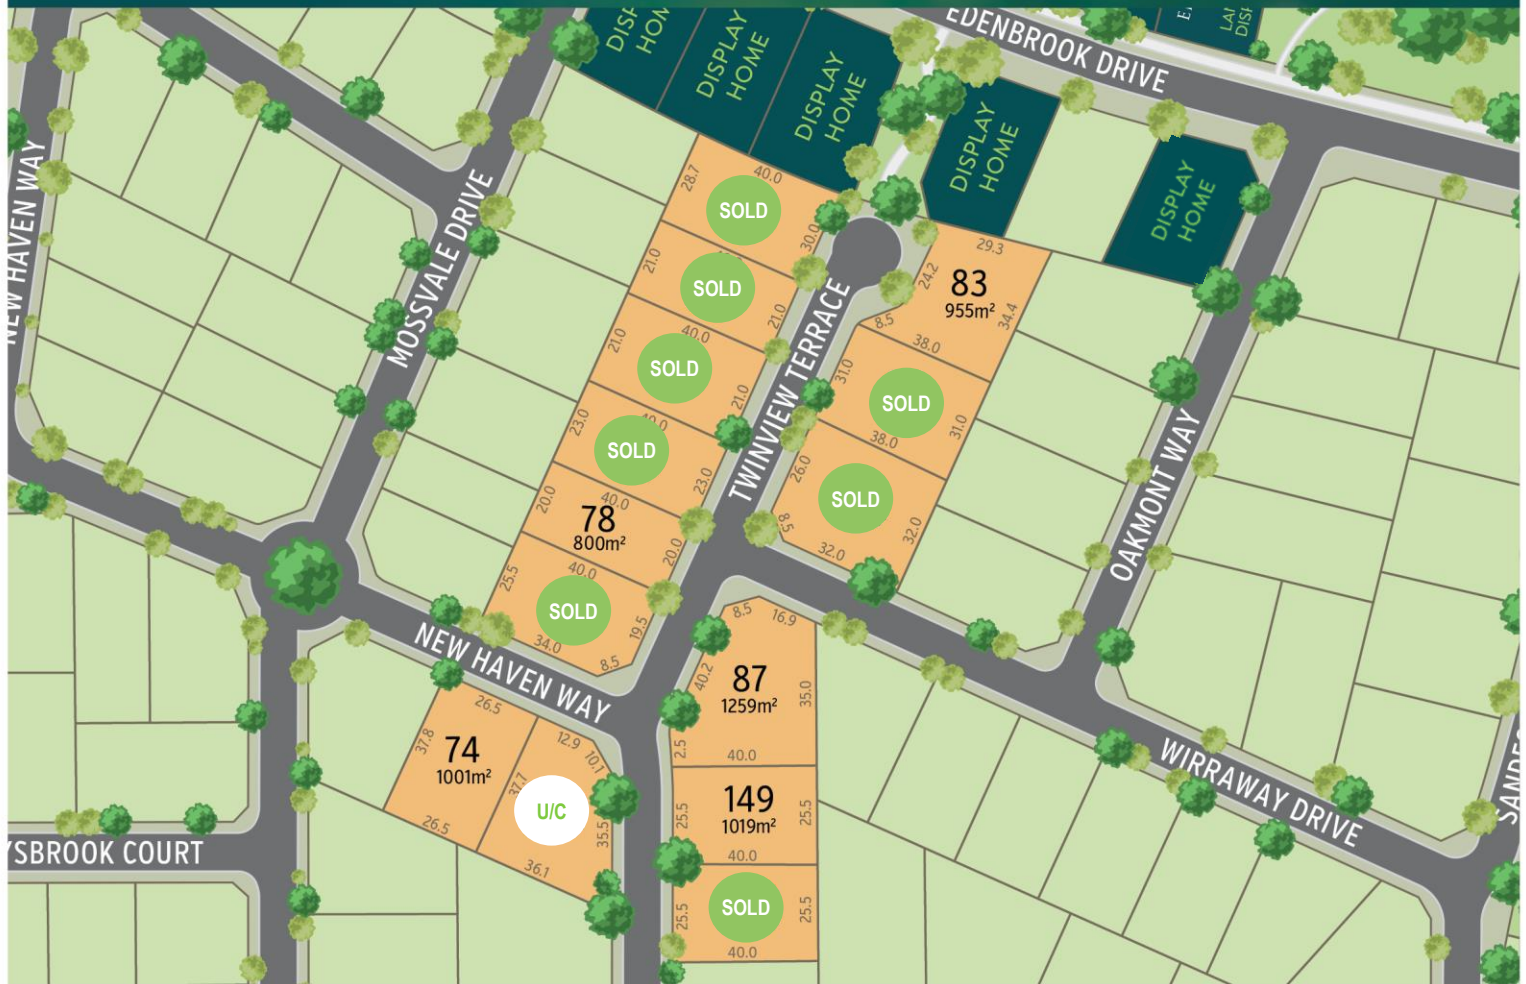 DISPLAY
HOME
DISPLAY
HOME
EDENBROOK DRIVE
DISPLAY
HOME
DISPLAY
HOME
NEW HAVEN WAY
MOSSVALE DRIVE
28.7
40.0
SOLD
30.0
21.0
SOLD
21.0
21.0
40.0
SOLD
21.0
23.0
40.0
SOLD
23.0
20.0
40.0
78
800m²
20.0
25.5
40.0
SOLD
19.5
34.0
8.5
TWINVIEW TERRACE
29.3
24.2
83
955m²
34.4
8.5
38.0
31.0
SOLD
31.0
38.0
26.0
SOLD
8.5
32.0
32.0
OAKMONT WAY
NEW HAVEN WAY
26.5
37.8
74
1001m²
26.5
12.9
10.1
37.7
U/C
35.5
36.1
8.5
16.9
40.2
87
1259m²
35.0
2.5
40.0
25.5
149
1019m²
25.5
40.0
25.5
SOLD
25.5
40.0
WIRRAWAY DRIVE
YSBROOK COURT